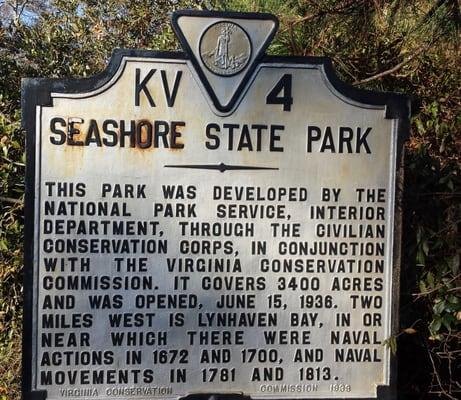 KV 4
SEASHORE STATE PARK
THIS PARK WAS DEVELOPED BY THE
NATIONAL PARK SERVICE, INTERIOR
DEPARTMENT, THROUGH THE CIVILIAN
CONSERVATION CORPS, IN CONJUNCTION
WITH THE VIRGINIA CONSERVATION
COMMISSION. IT COVERS 3400 ACRES
AND WAS OPENED, JUNE 15, 1936. TWO
MILES WEST IS LYNHAVEN BAY, IN OR
NEAR WHICH THERE WERE NAVAL
ACTIONS IN 1672 AND 1700, AND NAVAL
MOVEMENTS IN 1781 AND 1813.
VIRGINIA CONSERVATION COMMISSION 1939